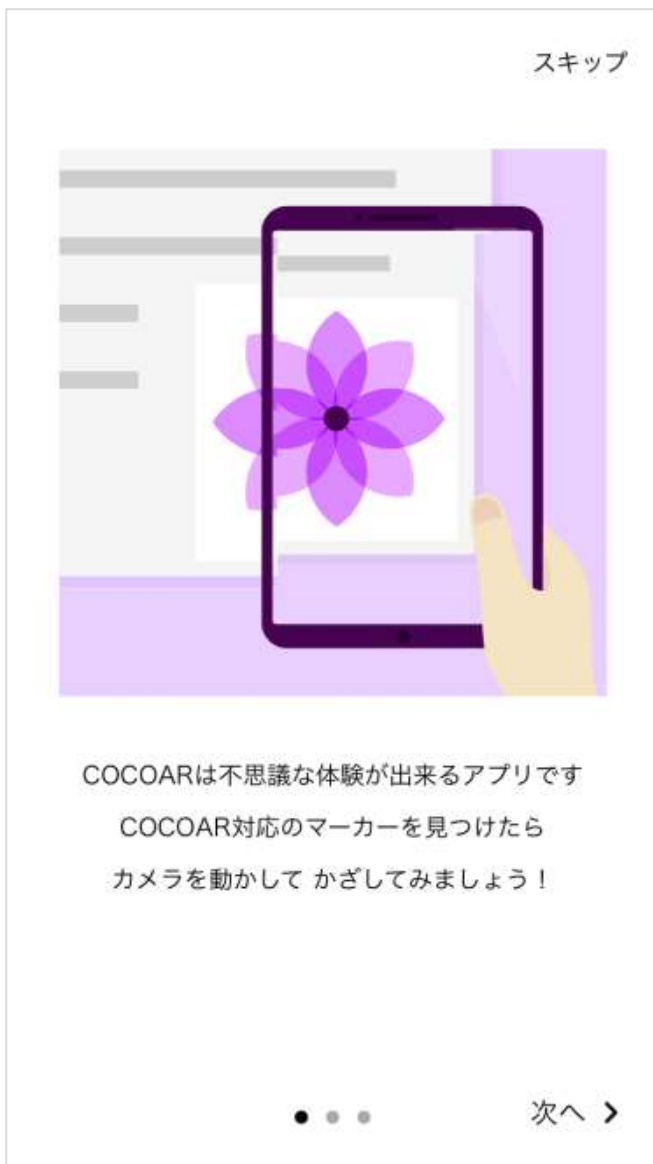 スキップ
COCOARは不思議な体験が出来るアプリです
COCOAR対応のマーカーを見つけたら
カメラを動かして かざしてみましょう！
次へ